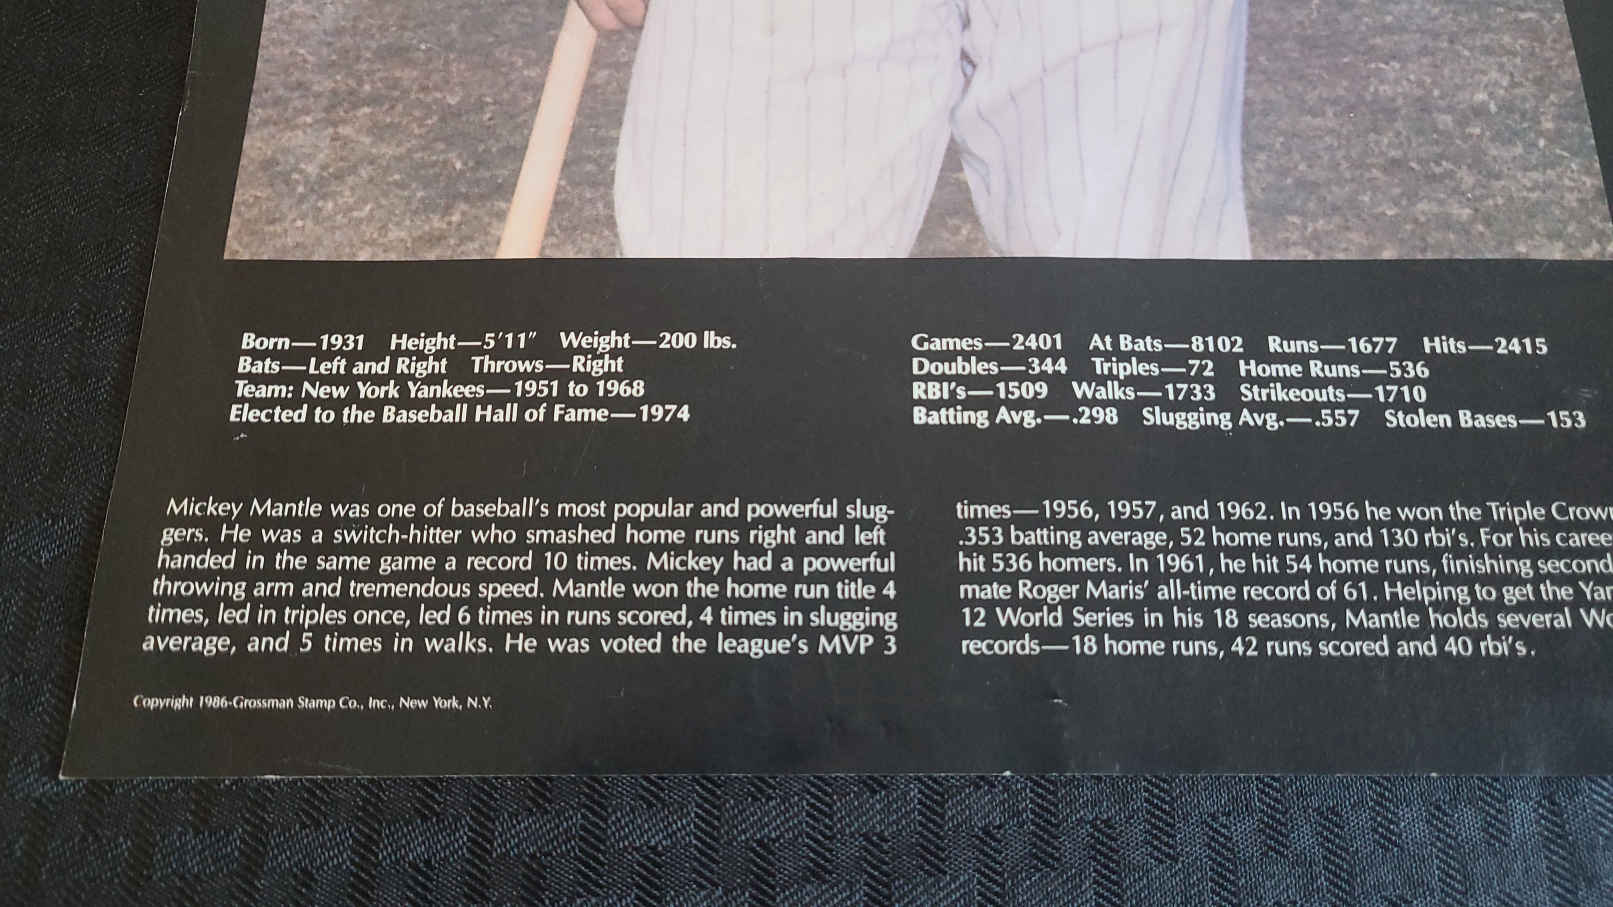 Born—1931 Height—5'11" Weight—200 lbs.
Bats—Left and Right Throws—Right
Team: New York Yankees—1951 to 1968
Elected to the Baseball Hall of Fame—1974
Games—2401 At Bats—8102 Runs—1677 Hits—2415
Doubles—344 Triples—72 Home Runs—536
RBI's—1509 Walks—1733 Strikeouts—1710
Batting Avg.—.298 Slugging Avg.—.557 Stolen Bases—153
Mickey Mantle was one of baseball's most popular and powerful slug-
gers. He was a switch-hitter who smashed home runs right and left
handed in the same game a record 10 times. Mickey had a powerful
throwing arm and tremendous speed. Mantle won the home run title 4
times, led in triples once, led 6 times in runs scored, 4 times in slugging
average, and 5 times in walks. He was voted the league's MVP 3
times—1956, 1957, and 1962. In 1956 he won the Triple Crow
.353 batting average, 52 home runs, and 130 rbi's. For his caree
hit 536 homers. In 1961, he hit 54 home runs, finishing second
mate Roger Maris' all-time record of 61. Helping to get the Yan
12 World Series in his 18 seasons, Mantle holds several Wo
records—18 home runs, 42 runs scored and 40 rbi's.
Copyright 1986-Grossman Stamp Co., Inc., New York, N.Y.